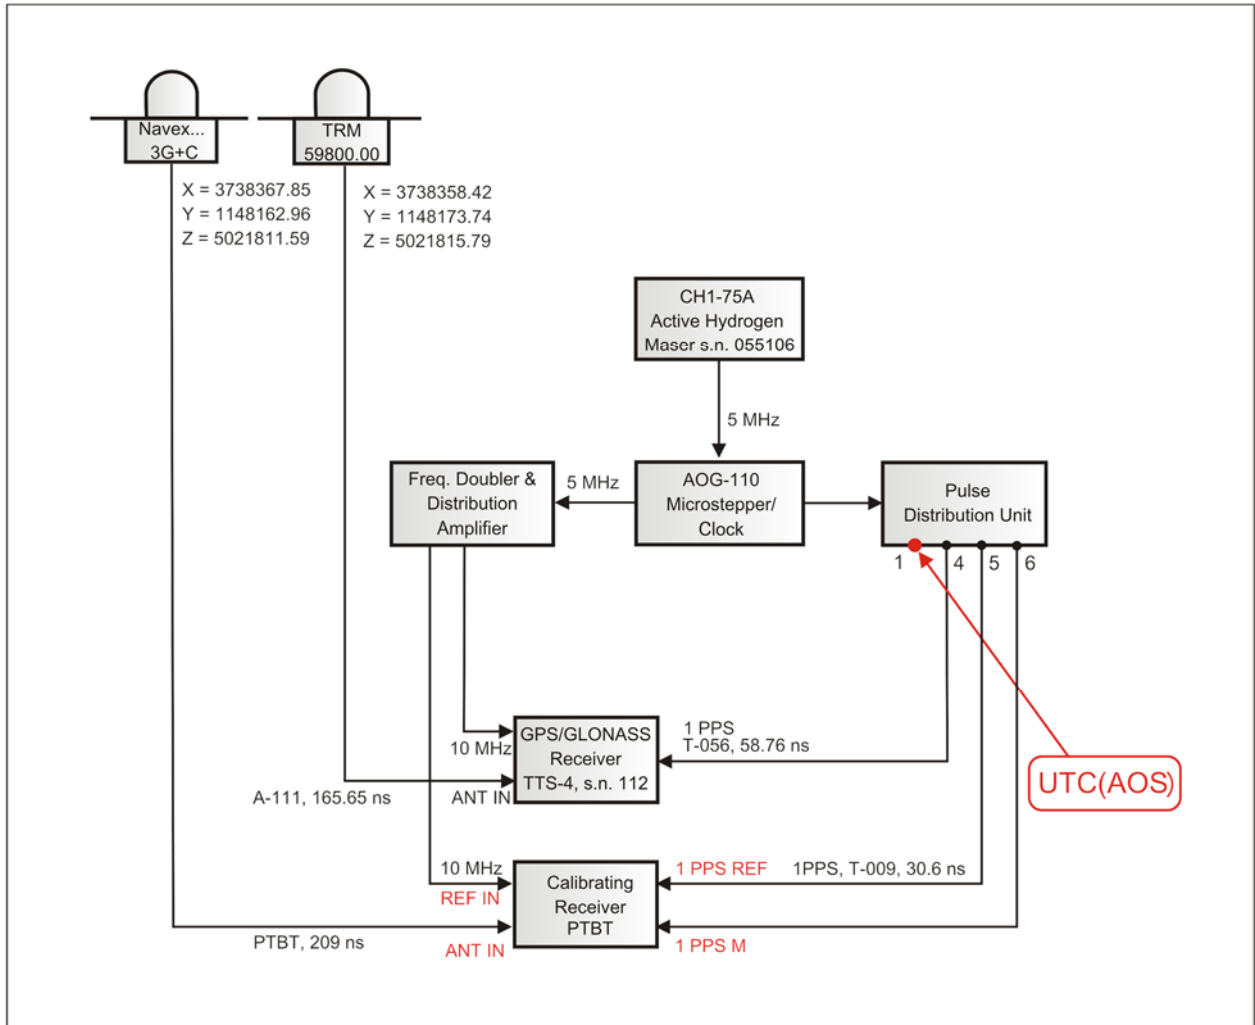 Navex...
3G+C
TRM
59800.00
X = 3738367.85
Y = 1148162.96
Z = 5021811.59
X = 3738358.42
Y = 1148173.74
Z = 5021815.79
CH1-75A
Active Hydrogen
Maser s.n. 055106
5 MHz
Freq. Doubler &
Distribution
Amplifier
5 MHz
AOG-110
Microstepper/
Clock
Pulse
Distribution Unit
1
4
5
6
10 MHz
GPS/GLONASS
Receiver
TTS-4, s.n. 112
1 PPS
T-056, 58.76 ns
A-111, 165.65 ns
ANT IN
UTC(AOS)
10 MHz
REF IN
Calibrating
Receiver
PTBT
1 PPS REF
1PPS, T-009, 30.6 ns
PTBT, 209 ns
ANT IN
1 PPS M